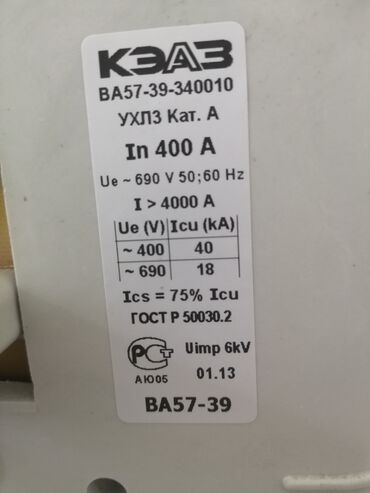 КЭАЗ
ВА57-39-340010
УХЛ3 Кат. А
In 400 A
Ue ~ 690 V 50;60 Hz
I > 4000 A
Ue (V) Icu (kA)
~ 400 40
~ 690 18
Ics = 75% Icu
ГОСТ Р 50030.2
РСТ Uimp 6kV
АЮ05 01.13
ВА57-39